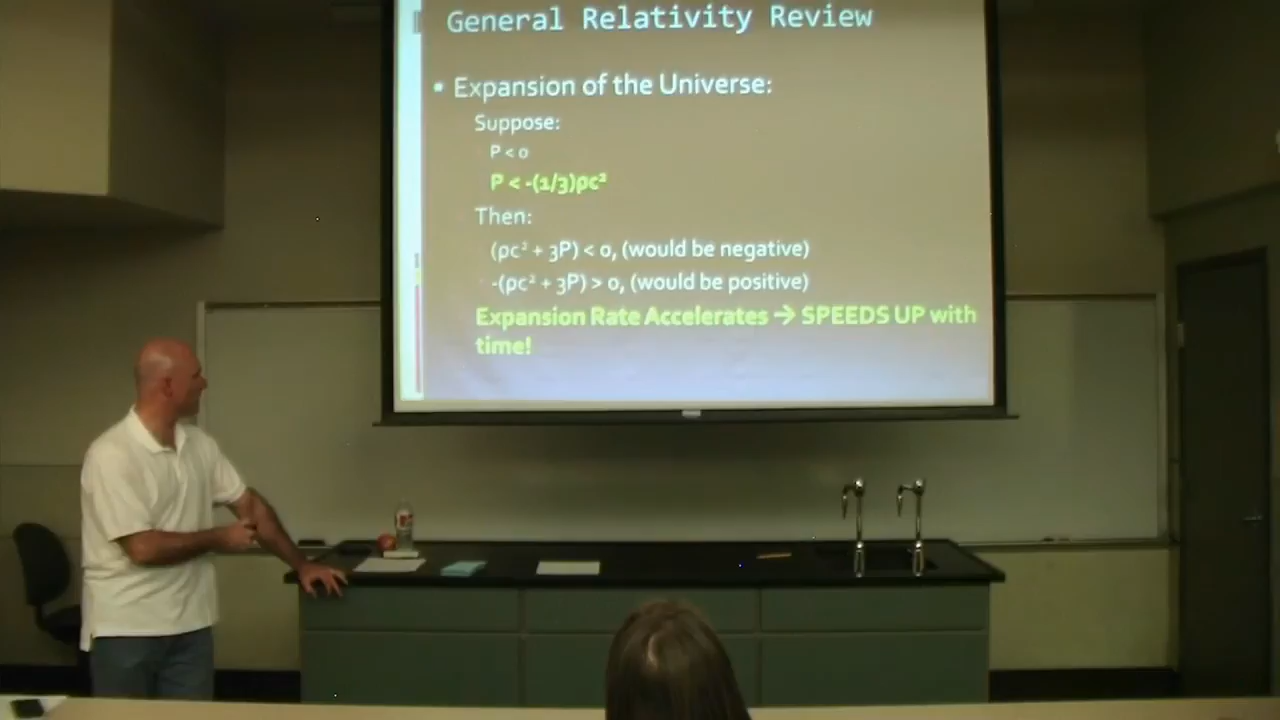 General Relativity Review
▪ Expansion of the Universe:
Suppose:
P < 0
P < -(1/3)ρc²
Then:
(ρc² + 3P) < 0, (would be negative)
-(ρc² + 3P) > 0, (would be positive)
Expansion Rate Accelerates → SPEEDS UP with
time!